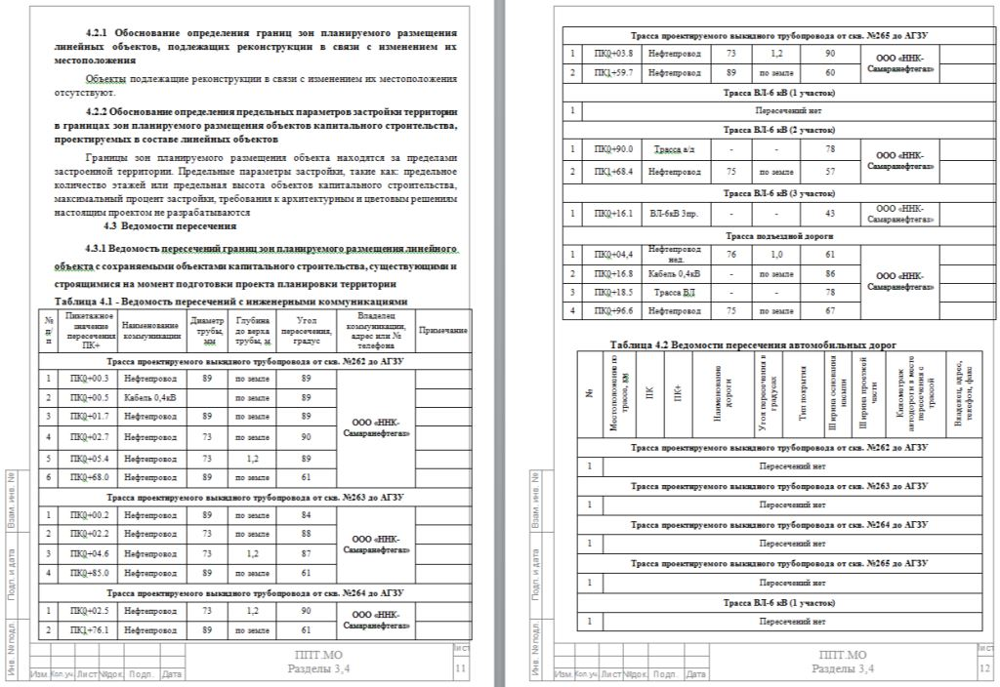 4.2.1 Обоснование определения границ зон планируемого размещения
линейных объектов, подлежащих реконструкции в связи с изменением их
местоположения
Объекты подлежащие реконструкции в связи с изменением их местоположения
отсутствуют.
4.2.2 Обоснование определения предельных параметров застройки территории
в границах зон планируемого размещения объектов капитального строительства,
проектируемых в составе линейных объектов
Границы зон планируемого размещения объекта находятся за пределами
застроенной территории. Предельные параметры застройки, такие как: предельное
количество этажей или предельная высота объектов капитального строительства,
максимальный процент застройки, требования к архитектурным и цветовым решениям
настоящим проектом не разрабатываются
4.3 Ведомости пересечения
4.3.1 Ведомость пересечений границ зон планируемого размещения линейного
объекта с сохраняемыми объектами капитального строительства, существующими и
строящимися на момент подготовки проекта планировки территории
Таблица 4.1 - Ведомость пересечений с инженерными коммуникациями
№ п/п Пикетажное значение пересечения ПК+ Наименование коммуникации Диаметр трубы, мм Глубина до верха трубы, м Угол пересечения, градус Владелец коммуникации, адрес или № телефона Примечание
Трасса проектируемого выкидного трубопровода от скв. №262 до АГЗУ
1 ПК0+00.3 Нефтепровод 89 по земле 89
2 ПК0+00.5 Кабель 0,4кВ по земле 89
3 ПК0+01.7 Нефтепровод 89 по земле 89
4 ПК0+02.7 Нефтепровод 73 по земле 90
ООО «ННК-Самаранефтегаз»
5 ПК0+05.4 Нефтепровод 73 1,2 89
6 ПК0+68.0 Нефтепровод 89 по земле 61
Трасса проектируемого выкидного трубопровода от скв. №263 до АГЗУ
1 ПК0+00.2 Нефтепровод 89 по земле 84
2 ПК0+02.2 Нефтепровод 73 по земле 88
ООО «ННК-Самаранефтегаз»
3 ПК0+04.6 Нефтепровод 73 1,2 87
4 ПК0+85.0 Нефтепровод 89 по земле 61
Трасса проектируемого выкидного трубопровода от скв. №264 до АГЗУ
1 ПК0+02.5 Нефтепровод 73 1,2 90 ООО «ННК-Самаранефтегаз»
2 ПК1+76.1 Нефтепровод 89 по земле 61
Взам. инв. №
Подп. и дата
Инв. № подл.
Изм. Кол.уч. Лист №док. Подп. Дата
ППТ.МО
Разделы 3,4
Лист
11
Трасса проектируемого выкидного трубопровода от скв. №265 до АГЗУ
1 ПК0+03.8 Нефтепровод 73 1,2 90 ООО «ННК-Самаранефтегаз»
2 ПК1+59.7 Нефтепровод 89 по земле 60
Трасса ВЛ-6 кВ (1 участок)
1 Пересечений нет
Трасса ВЛ-6 кВ (2 участок)
1 ПК0+90.0 Трасса а/д - - 78 ООО «ННК-Самаранефтегаз»
2 ПК1+68.4 Нефтепровод 75 по земле 57
Трасса ВЛ-6 кВ (3 участок)
1 ПК0+16.1 ВЛ-6кВ 3пр. - - 43 ООО «ННК-Самаранефтегаз»
Трасса подъездной дороги
1 ПК0+04,4 Нефтепровод нед. 76 1,0 61
2 ПК0+16.8 Кабель 0,4кВ - по земле 86
ООО «ННК-Самаранефтегаз»
3 ПК0+18.5 Трасса ВЛ - - 78
4 ПК0+96.6 Нефтепровод 75 по земле 67
Таблица 4.2 Ведомости пересечения автомобильных дорог
№ Местоположение по трассе, км ПК ПК+ Наименование дороги Угол пересечения в градусах Тип покрытия Ширина основания насыпи Ширина проезжей части Километраж автодороги в месте пересечения с трассой Владелец, адрес, телефон, факс
Трасса проектируемого выкидного трубопровода от скв. №262 до АГЗУ
1 Пересечений нет
Трасса проектируемого выкидного трубопровода от скв. №263 до АГЗУ
1 Пересечений нет
Трасса проектируемого выкидного трубопровода от скв. №264 до АГЗУ
1 Пересечений нет
Трасса проектируемого выкидного трубопровода от скв. №265 до АГЗУ
1 Пересечений нет
Трасса ВЛ-6 кВ (1 участок)
1 Пересечений нет
Взам. инв. №
Подп. и дата
Инв. № подл.
Изм. Кол.уч. Лист №док. Подп. Дата
ППТ.МО
Разделы 3,4
Лист
12